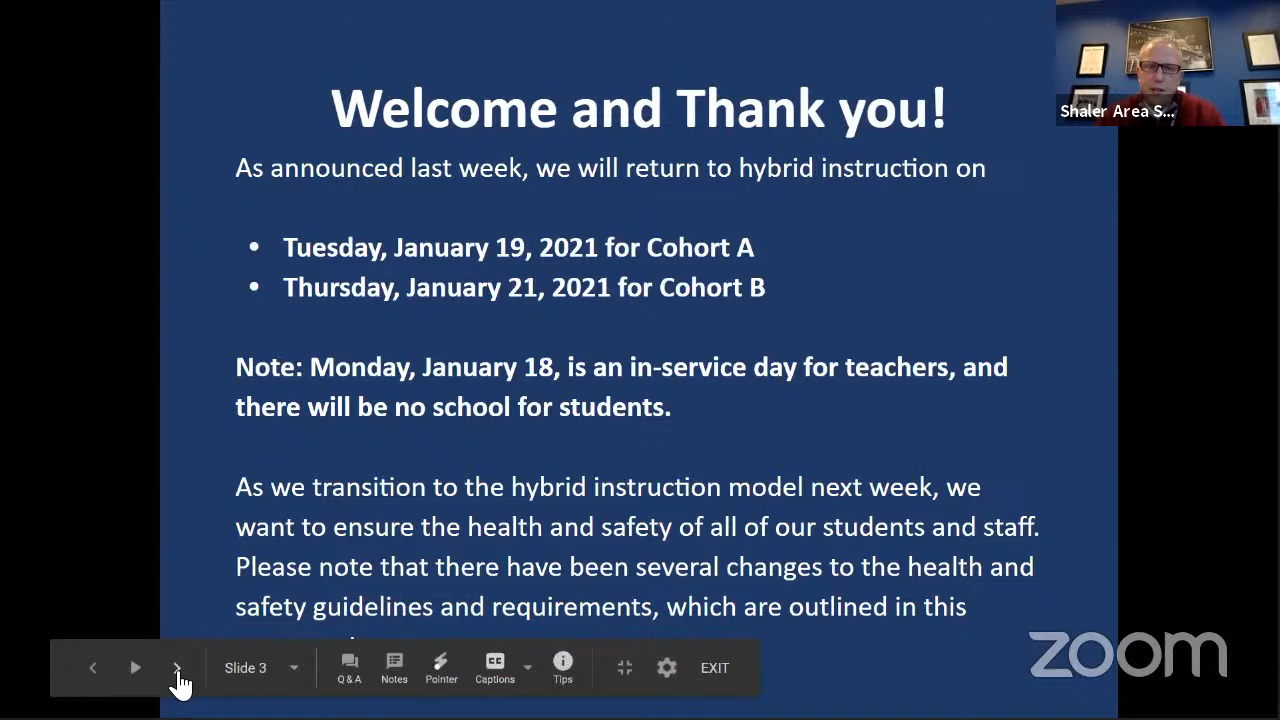 Welcome and Thank you!
As announced last week, we will return to hybrid instruction on
• Tuesday, January 19, 2021 for Cohort A
• Thursday, January 21, 2021 for Cohort B
Note: Monday, January 18, is an in-service day for teachers, and
there will be no school for students.
As we transition to the hybrid instruction model next week, we
want to ensure the health and safety of all of our students and staff.
Please note that there have been several changes to the health and
safety guidelines and requirements, which are outlined in this
Shaler Area S...
Slide 3
Q & A
Notes
Pointer
CC
Captions
Tips
EXIT
zoom